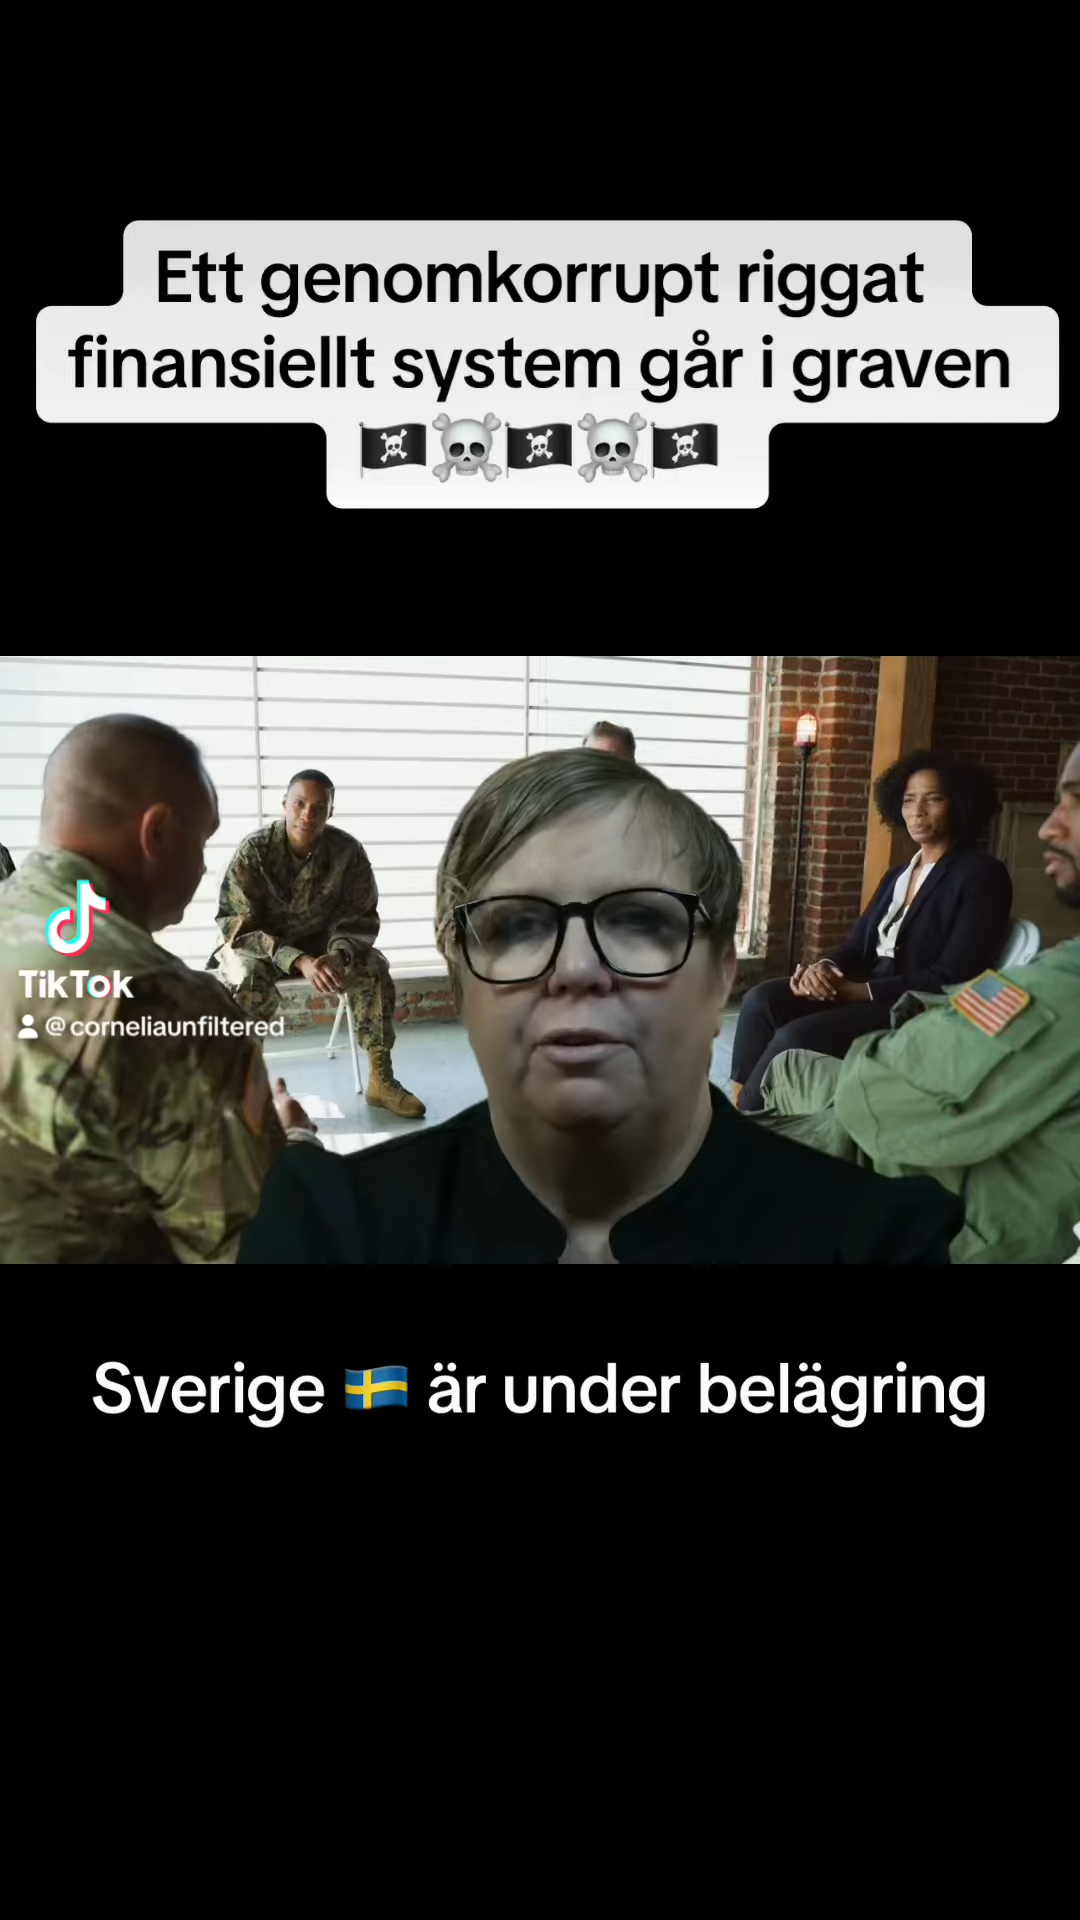 Ett genomkorrupt riggat
finansiellt system går i graven
🏴‍☠️☠️🏴‍☠️☠️🏴‍☠️
TikTok
@corneliaunfiltered
Sverige 🇸🇪 är under belägring